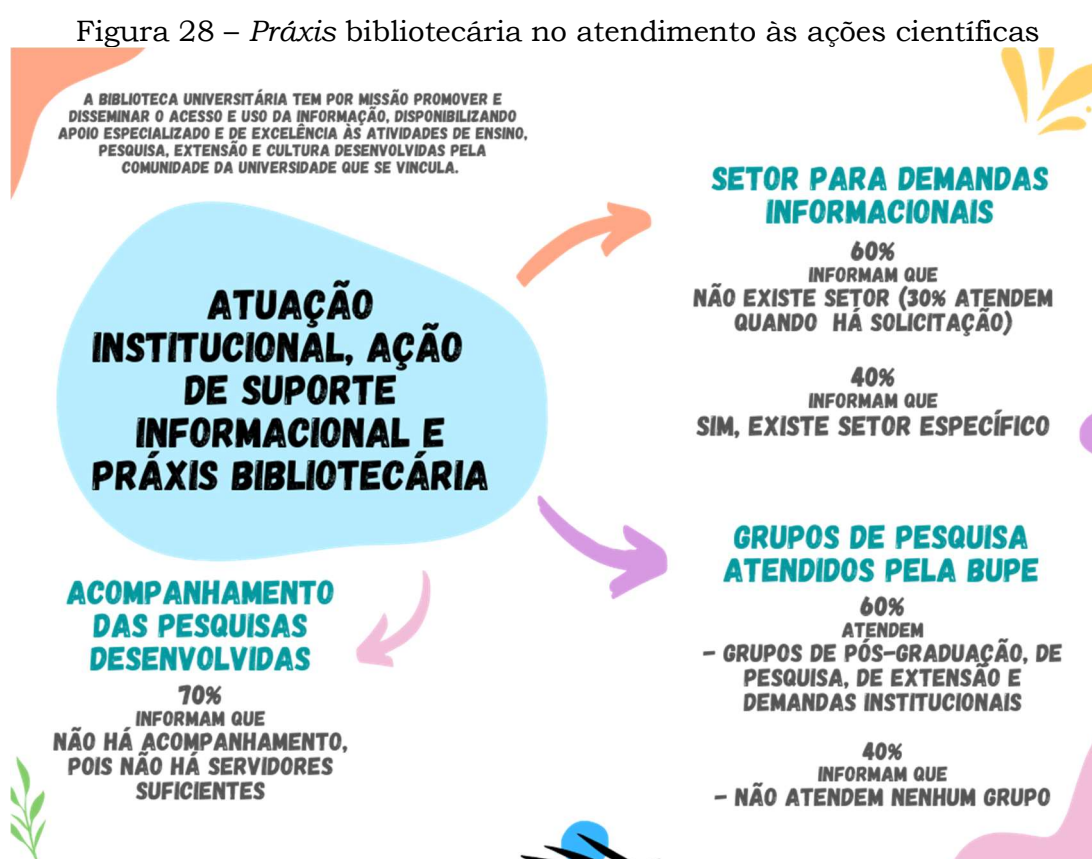 Figura 28 – Práxis bibliotecária no atendimento às ações científicas
A BIBLIOTECA UNIVERSITÁRIA TEM POR MISSÃO PROMOVER E
DISSEMINAR O ACESSO E USO DA INFORMAÇÃO, DISPONIBILIZANDO
APOIO ESPECIALIZADO E DE EXCELÊNCIA ÀS ATIVIDADES DE ENSINO,
PESQUISA, EXTENSÃO E CULTURA DESENVOLVIDAS PELA
COMUNIDADE DA UNIVERSIDADE QUE SE VINCULA.
ATUAÇÃO
INSTITUCIONAL, AÇÃO
DE SUPORTE
INFORMACIONAL E
PRÁXIS BIBLIOTECÁRIA
SETOR PARA DEMANDAS
INFORMACIONAIS
60%
INFORMAM QUE
NÃO EXISTE SETOR (30% ATENDEM
QUANDO HÁ SOLICITAÇÃO)
40%
INFORMAM QUE
SIM, EXISTE SETOR ESPECÍFICO
GRUPOS DE PESQUISA
ATENDIDOS PELA BUPE
60%
ATENDEM
– GRUPOS DE PÓS-GRADUAÇÃO, DE
PESQUISA, DE EXTENSÃO E
DEMANDAS INSTITUCIONAIS
40%
INFORMAM QUE
– NÃO ATENDEM NENHUM GRUPO
ACOMPANHAMENTO
DAS PESQUISAS
DESENVOLVIDAS
70%
INFORMAM QUE
NÃO HÁ ACOMPANHAMENTO,
POIS NÃO HÁ SERVIDORES
SUFICIENTES